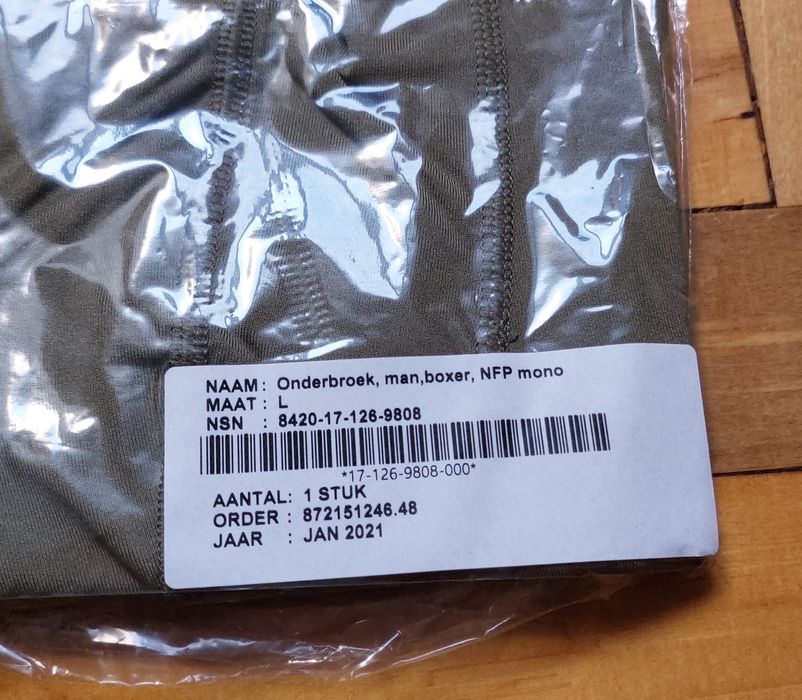 NAAM: Onderbroek, man,boxer, NFP mono
MAAT : L
NSN : 8420-17-126-9808
*17-126-9808-000*
AANTAL: 1 STUK
ORDER : 872151246.48
JAAR : JAN 2021